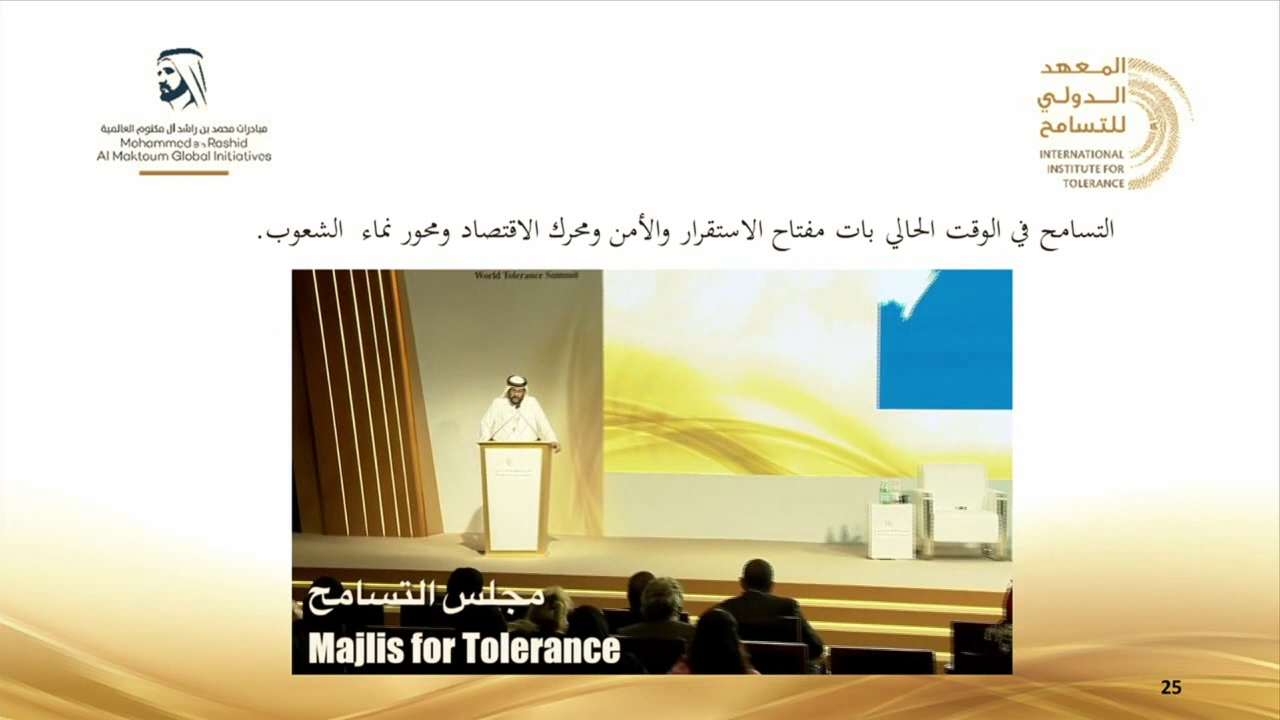 مبادرات محمد بن راشد آل مكتوم العالمية
Mohammed Bin Rashid
Al Maktoum Global Initiatives
المعهد
الدولي
للتسامح
INTERNATIONAL
INSTITUTE FOR
TOLERANCE
التسامح في الوقت الحالي بات مفتاح الاستقرار والأمن ومحرك الاقتصاد ومحور نماء الشعوب.
World Tolerance Summit
مجلس التسامح
Majlis for Tolerance
25